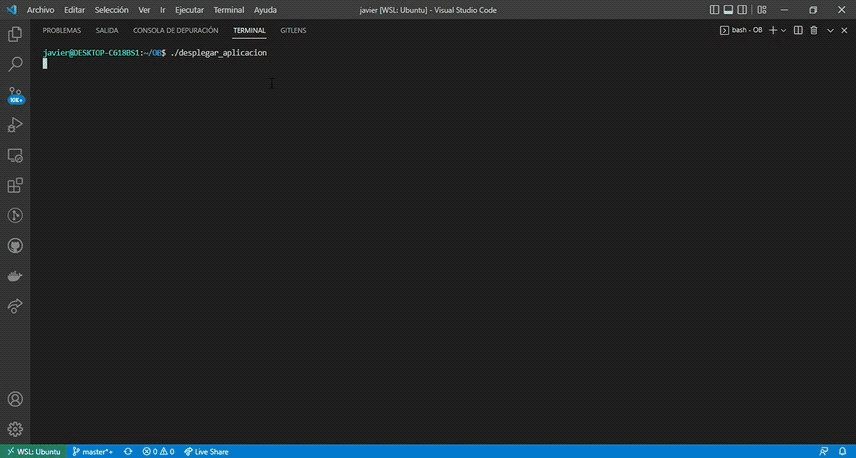 Archivo Editar Selección Ver Ir Ejecutar Terminal Ayuda javier [WSL: Ubuntu] - Visual Studio Code
PROBLEMAS SALIDA CONSOLA DE DEPURACIÓN TERMINAL GITLENS bash - OB
javier@DESKTOP-C618BS1:~/OB$ ./desplegar_aplicacion
10K+
WSL: Ubuntu master*+ 0 0 Live Share